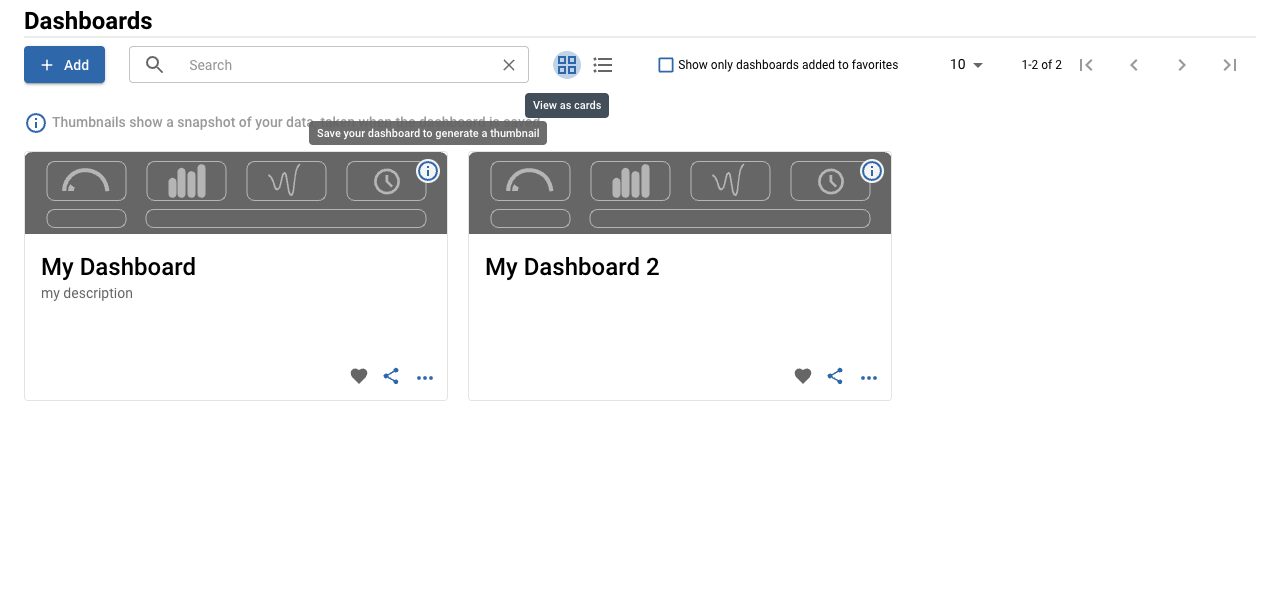 Dashboards
Add
Search
Show only dashboards added to favorites
10
1-2 of 2
View as cards
Thumbnails show a snapshot of your data, taken when the dashboard is saved
Save your dashboard to generate a thumbnail
My Dashboard
my description
My Dashboard 2